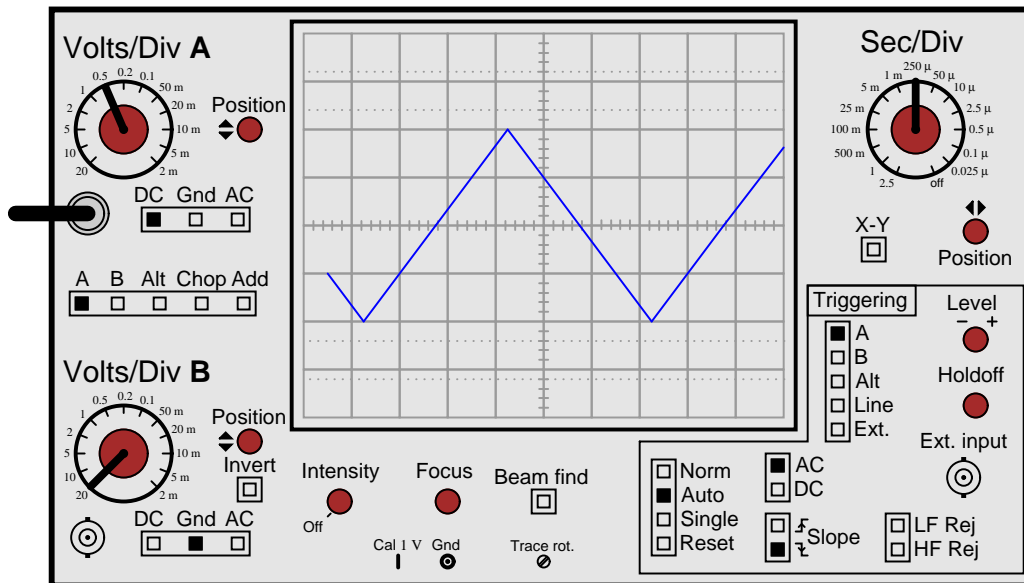 Volts/Div A
0.5 0.2 0.1
1 50 m
2 20 m
5 10 m
10 5 m
20 2 m
Position
DC Gnd AC
A B Alt Chop Add
Volts/Div B
0.5 0.2 0.1
1 50 m
2 20 m
5 10 m
10 5 m
20 2 m
Position
Invert
DC Gnd AC
Intensity
Off
Focus
Beam find
Cal 1 V Gnd Trace rot.
Sec/Div
250 μ
1 m 50 μ
5 m 10 μ
25 m 2.5 μ
100 m 0.5 μ
500 m 0.1 μ
1 0.025 μ
2.5 off
X-Y
Position
Triggering
A
B
Alt
Line
Ext.
Level
− +
Holdoff
Ext. input
Norm
Auto
Single
Reset
AC
DC
Slope
LF Rej
HF Rej